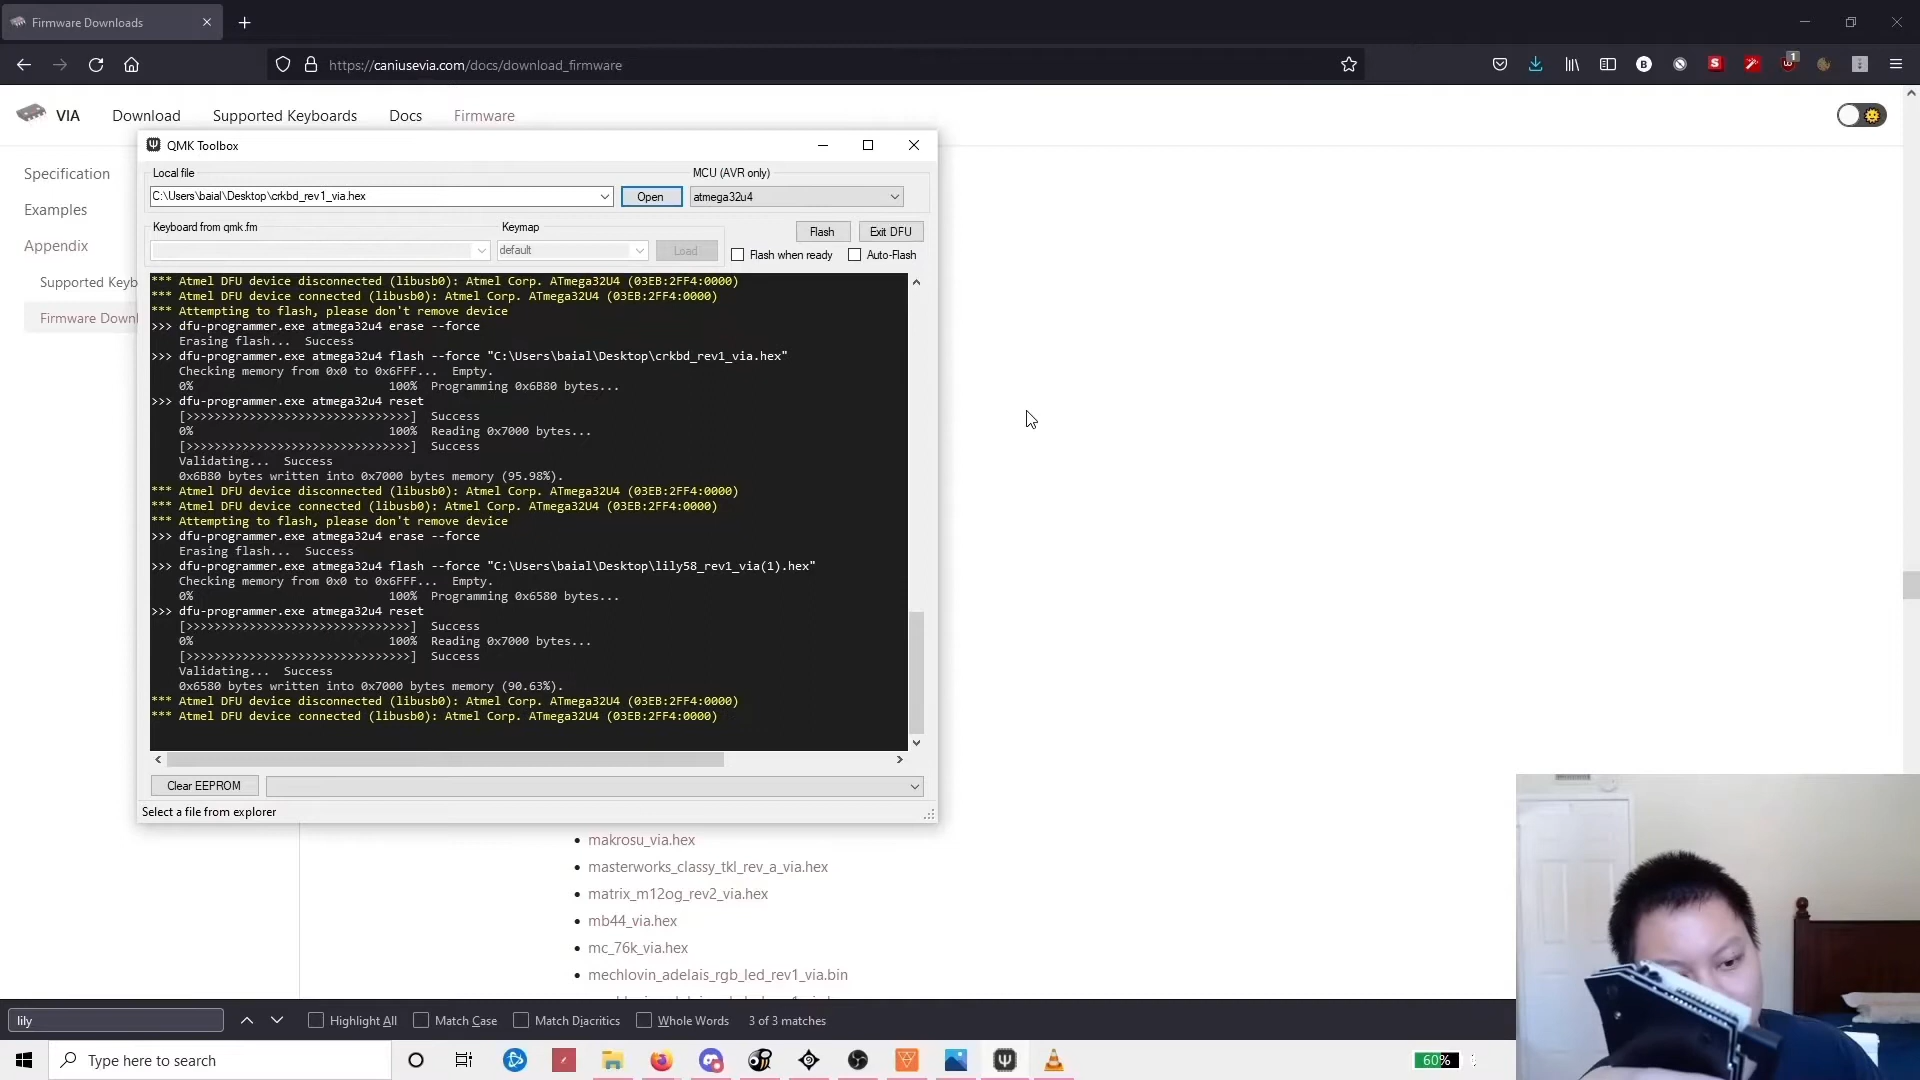 Firmware Downloads
https://caniusevia.com/docs/download_firmware
1
VIA Download Supported Keyboards Docs Firmware
QMK Toolbox
Specification
Examples
Appendix
Supported Keyb
Firmware Downl
Local file MCU (AVR only)
C:\Users\baial\Desktop\crkbd_rev1_via.hex Open atmega32u4
Keyboard from qmk.fm Keymap Flash Exit DFU
default Load Flash when ready Auto-Flash
*** Atmel DFU device disconnected (libusb0): Atmel Corp. ATmega32U4 (03EB:2FF4:0000)
*** Atmel DFU device connected (libusb0): Atmel Corp. ATmega32U4 (03EB:2FF4:0000)
*** Attempting to flash, please don't remove device
>>> dfu-programmer.exe atmega32u4 erase --force
Erasing flash... Success
>>> dfu-programmer.exe atmega32u4 flash --force "C:\Users\baial\Desktop\crkbd_rev1_via.hex"
Checking memory from 0x0 to 0x6FFF... Empty.
0% 100% Programming 0x6B80 bytes...
>>> dfu-programmer.exe atmega32u4 reset
[>>>>>>>>>>>>>>>>>>>>>>>>>>>>>>>>] Success
0% 100% Reading 0x7000 bytes...
[>>>>>>>>>>>>>>>>>>>>>>>>>>>>>>>>] Success
Validating... Success
0x6B80 bytes written into 0x7000 bytes memory (95.98%).
*** Atmel DFU device disconnected (libusb0): Atmel Corp. ATmega32U4 (03EB:2FF4:0000)
*** Atmel DFU device connected (libusb0): Atmel Corp. ATmega32U4 (03EB:2FF4:0000)
*** Attempting to flash, please don't remove device
>>> dfu-programmer.exe atmega32u4 erase --force
Erasing flash... Success
>>> dfu-programmer.exe atmega32u4 flash --force "C:\Users\baial\Desktop\lily58_rev1_via(1).hex"
Checking memory from 0x0 to 0x6FFF... Empty.
0% 100% Programming 0x6580 bytes...
>>> dfu-programmer.exe atmega32u4 reset
[>>>>>>>>>>>>>>>>>>>>>>>>>>>>>>>>] Success
0% 100% Reading 0x7000 bytes...
[>>>>>>>>>>>>>>>>>>>>>>>>>>>>>>>>] Success
Validating... Success
0x6580 bytes written into 0x7000 bytes memory (90.63%).
*** Atmel DFU device disconnected (libusb0): Atmel Corp. ATmega32U4 (03EB:2FF4:0000)
*** Atmel DFU device connected (libusb0): Atmel Corp. ATmega32U4 (03EB:2FF4:0000)
Clear EEPROM
Select a file from explorer
makrosu_via.hex
masterworks_classy_tkl_rev_a_via.hex
matrix_m12og_rev2_via.hex
mb44_via.hex
mc_76k_via.hex
mechlovin_adelais_rgb_led_rev1_via.bin
lily Highlight All Match Case Match Diacritics Whole Words 3 of 3 matches
Type here to search 60%